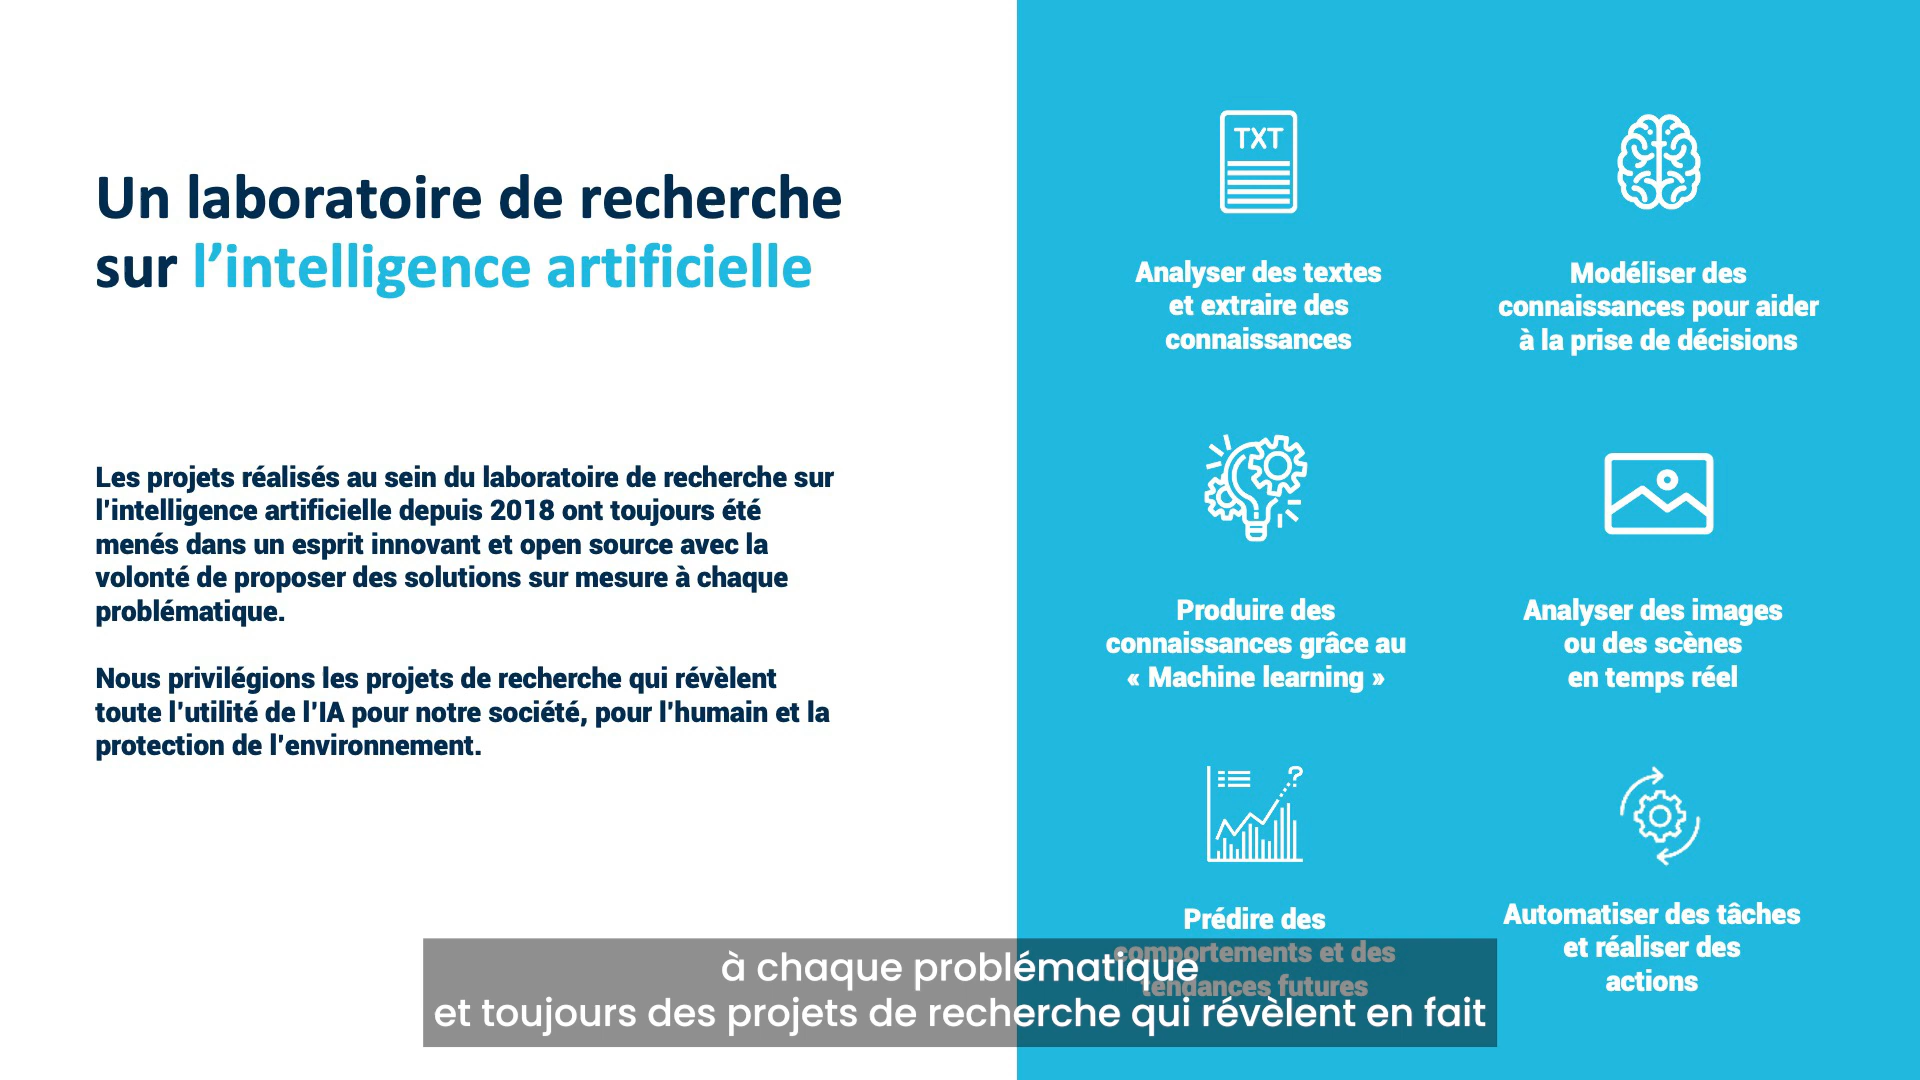 Un laboratoire de recherche
sur l’intelligence artificielle
Les projets réalisés au sein du laboratoire de recherche sur
l'intelligence artificielle depuis 2018 ont toujours été
menés dans un esprit innovant et open source avec la
volonté de proposer des solutions sur mesure à chaque
problématique.
Nous privilégions les projets de recherche qui révèlent
toute l'utilité de l'IA pour notre société, pour l'humain et la
protection de l'environnement.
TXT
Analyser des textes
et extraire des
connaissances
Modéliser des
connaissances pour aider
à la prise de décisions
Produire des
connaissances grâce au
« Machine learning »
Analyser des images
ou des scènes
en temps réel
?
Prédire des
comportements et des
tendances futures
Automatiser des tâches
et réaliser des
actions
à chaque problématique
et toujours des projets de recherche qui révèlent en fait